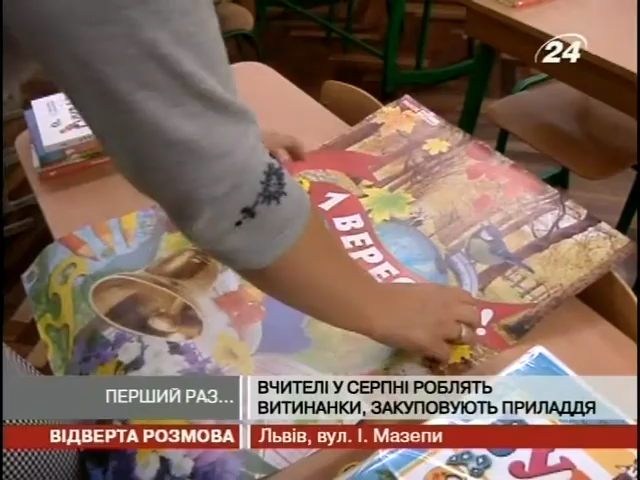 24
1 ВЕРЕС
!
ПЕРШИЙ РАЗ...
ВЧИТЕЛІ У СЕРПНІ РОБЛЯТЬ
ВИТИНАНКИ, ЗАКУПОВУЮТЬ ПРИЛАДДЯ
ВІДВЕРТА РОЗМОВА
Львів, вул. І. Мазепи